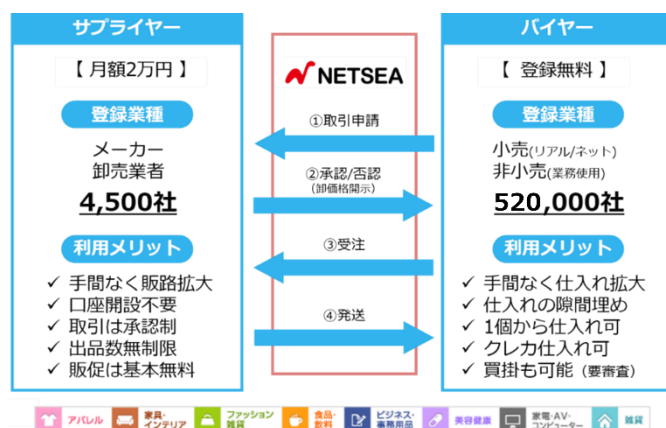 サプライヤー
【 月額2万円 】
登録業種
メーカー
卸売業者
4,500社
利用メリット
✓ 手間なく販路拡大
✓ 口座開設不要
✓ 取引は承認制
✓ 出品数無制限
✓ 販促は基本無料
NETSEA
①取引申請
②承認/否認
(卸価格開示)
③受注
④発送
バイヤー
【 登録無料 】
登録業種
小売(リアル/ネット)
非小売(業務使用)
520,000社
利用メリット
✓ 手間なく仕入れ拡大
✓ 仕入れの隙間埋め
✓ 1個から仕入れ可
✓ クレカ仕入れ可
✓ 買掛も可能（要審査）
アパレル
家具・
インテリア
ファッション
雑貨
食品・
飲料
ビジネス・
事務用品
美容健康
家電・AV・
コンピューター
雑貨